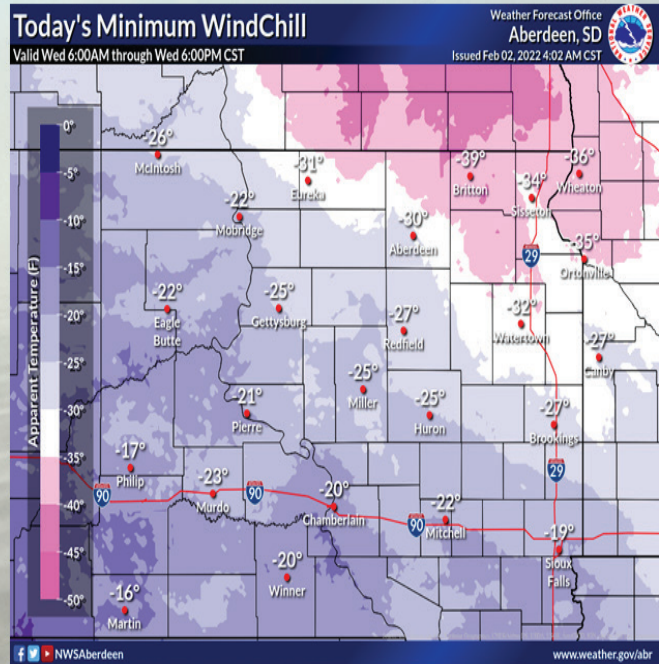 Today's Minimum WindChill
Valid Wed 6:00AM through Wed 6:00PM CST
Weather Forecast Office
Aberdeen, SD
Issued Feb 02, 2022 4:02 AM CST
Apparent Temperature (F)
0°
-5°
-10°
-15°
-20°
-25°
-30°
-35°
-40°
-45°
-50°
-26°
McIntosh
-31°
Eureka
-39°
Britton
-34°
Sisseton
-36°
Wheaton
-22°
Mobridge
-30°
Aberdeen
29
-35°
Ortonville
-22°
Eagle
Butte
-25°
Gettysburg
-27°
Redfield
-32°
Watertown
-27°
Canby
-21°
Pierre
-25°
Miller
-25°
Huron
-27°
Brookings
-17°
Philip
90
-23°
Murdo
90
-20°
Chamberlain
90
-22°
Mitchell
29
-19°
Sioux
Falls
-16°
Martin
-20°
Winner
NWSAberdeen
www.weather.gov/abr